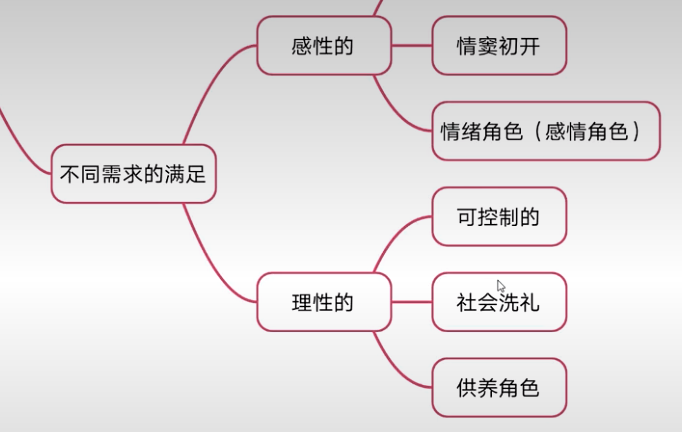 感性的
情窦初开
情绪角色（感情角色）
不同需求的满足
可控制的
理性的
社会洗礼
供养角色